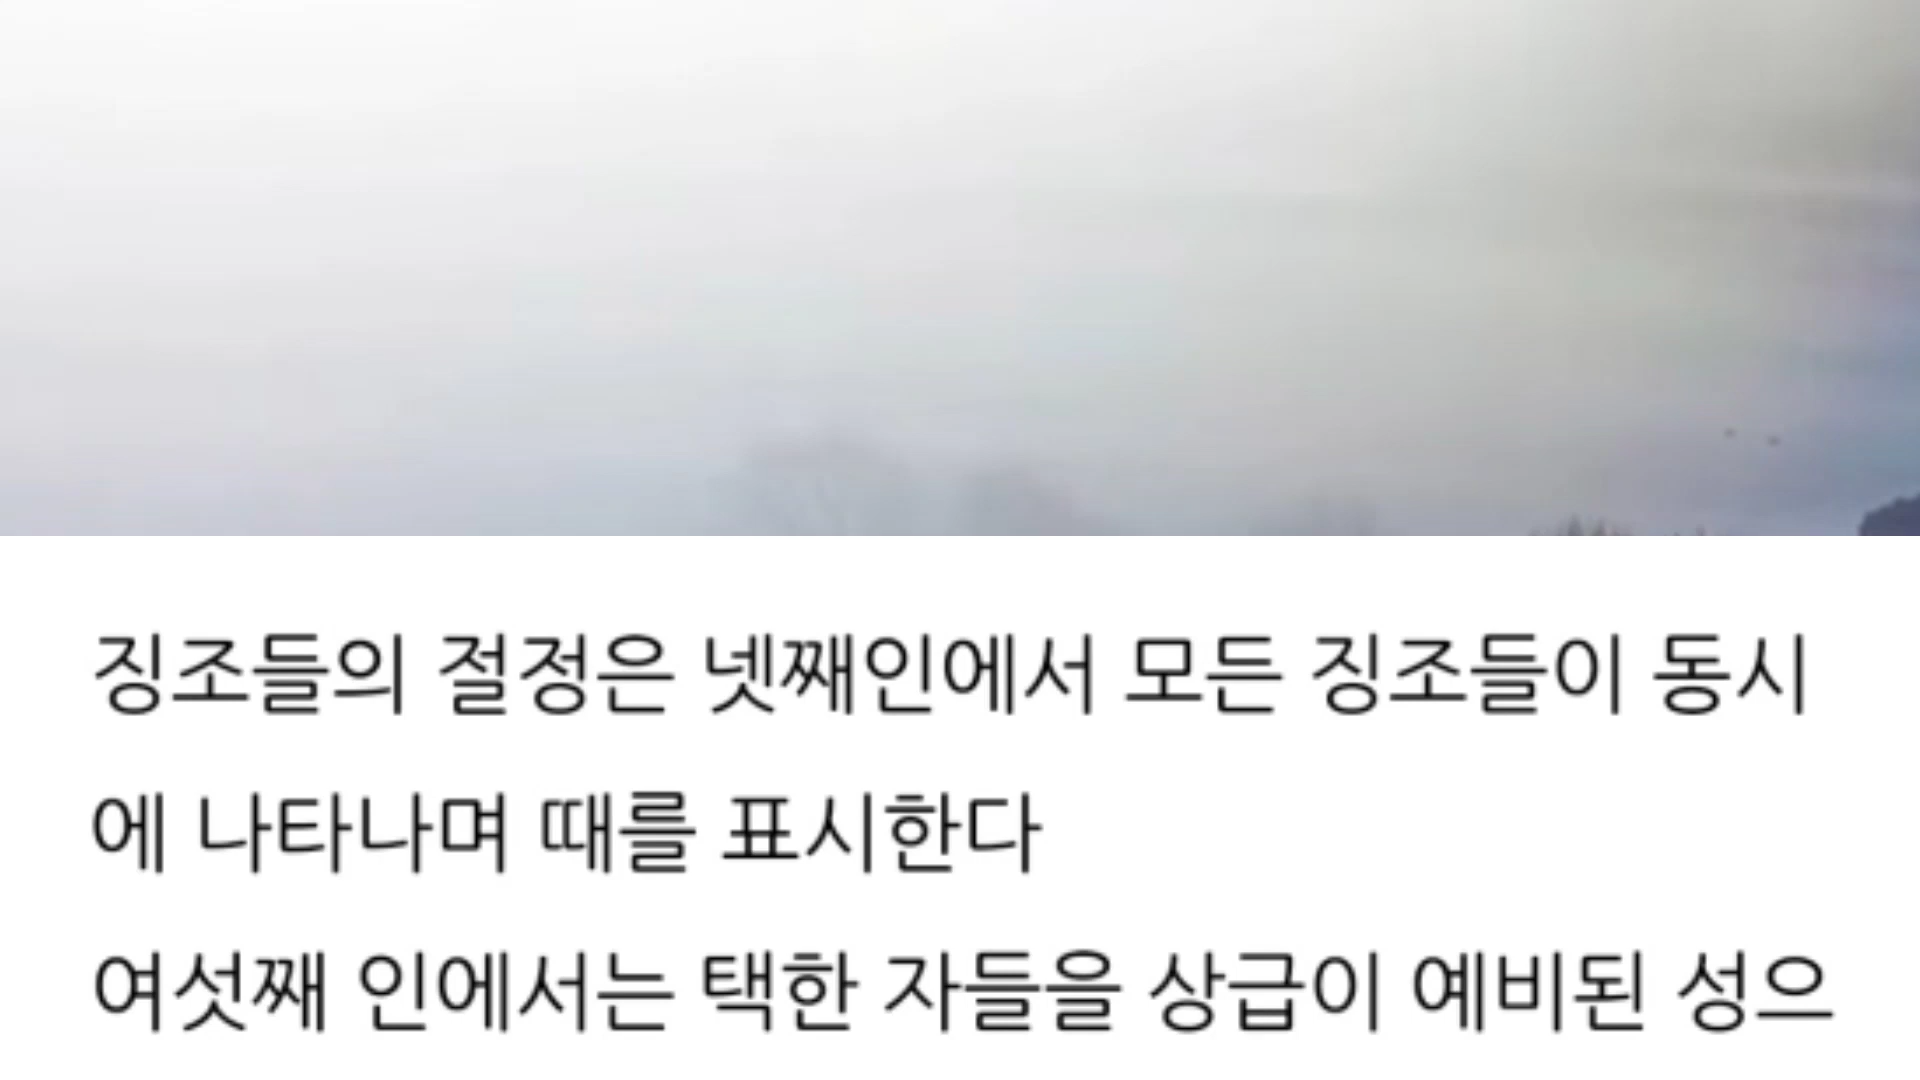 징조들의 절정은 넷째인에서 모든 징조들이 동시
에 나타나며 때를 표시한다
여섯째 인에서는 택한 자들을 상급이 예비된 성으